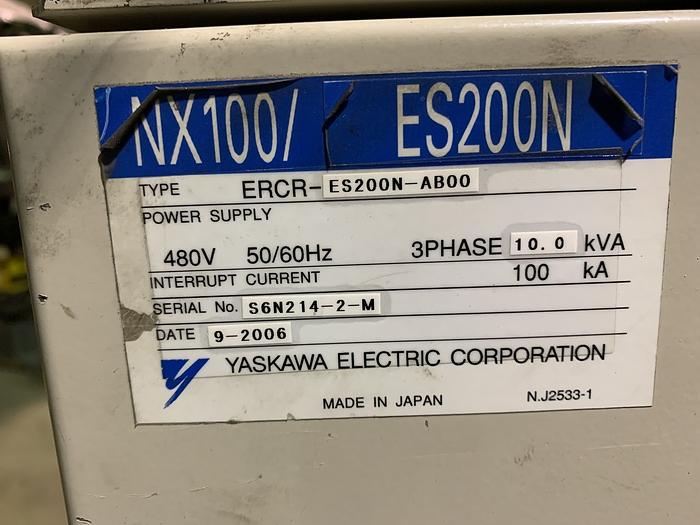 NX100/ ES200N
TYPE ERCR-ES200N-AB00
POWER SUPPLY
480V 50/60Hz 3PHASE 10.0 kVA
INTERRUPT CURRENT 100 kA
SERIAL No. S6N214-2-M
DATE 9-2006
YASKAWA ELECTRIC CORPORATION
MADE IN JAPAN N.J2533-1